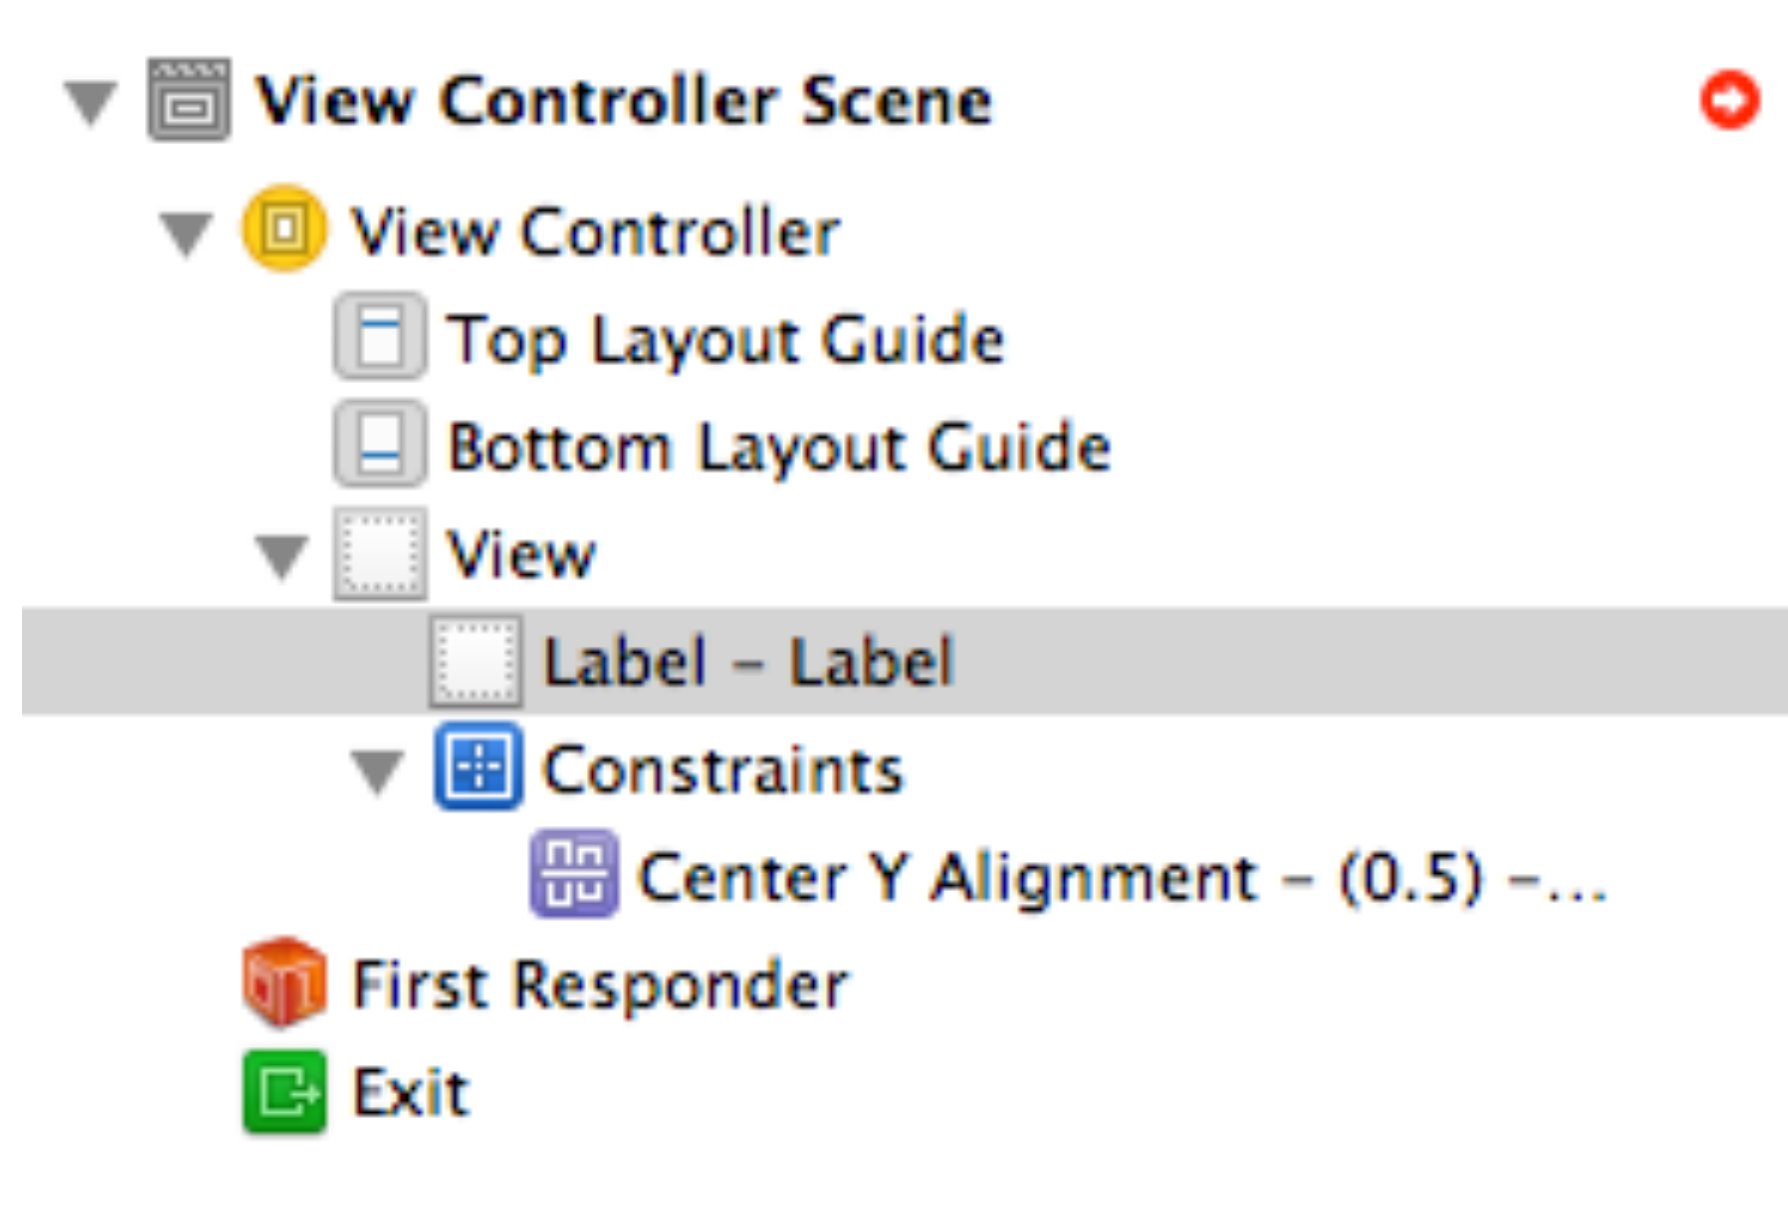 View Controller Scene
View Controller
Top Layout Guide
Bottom Layout Guide
View
Label – Label
Constraints
Center Y Alignment – (0.5) –...
First Responder
Exit